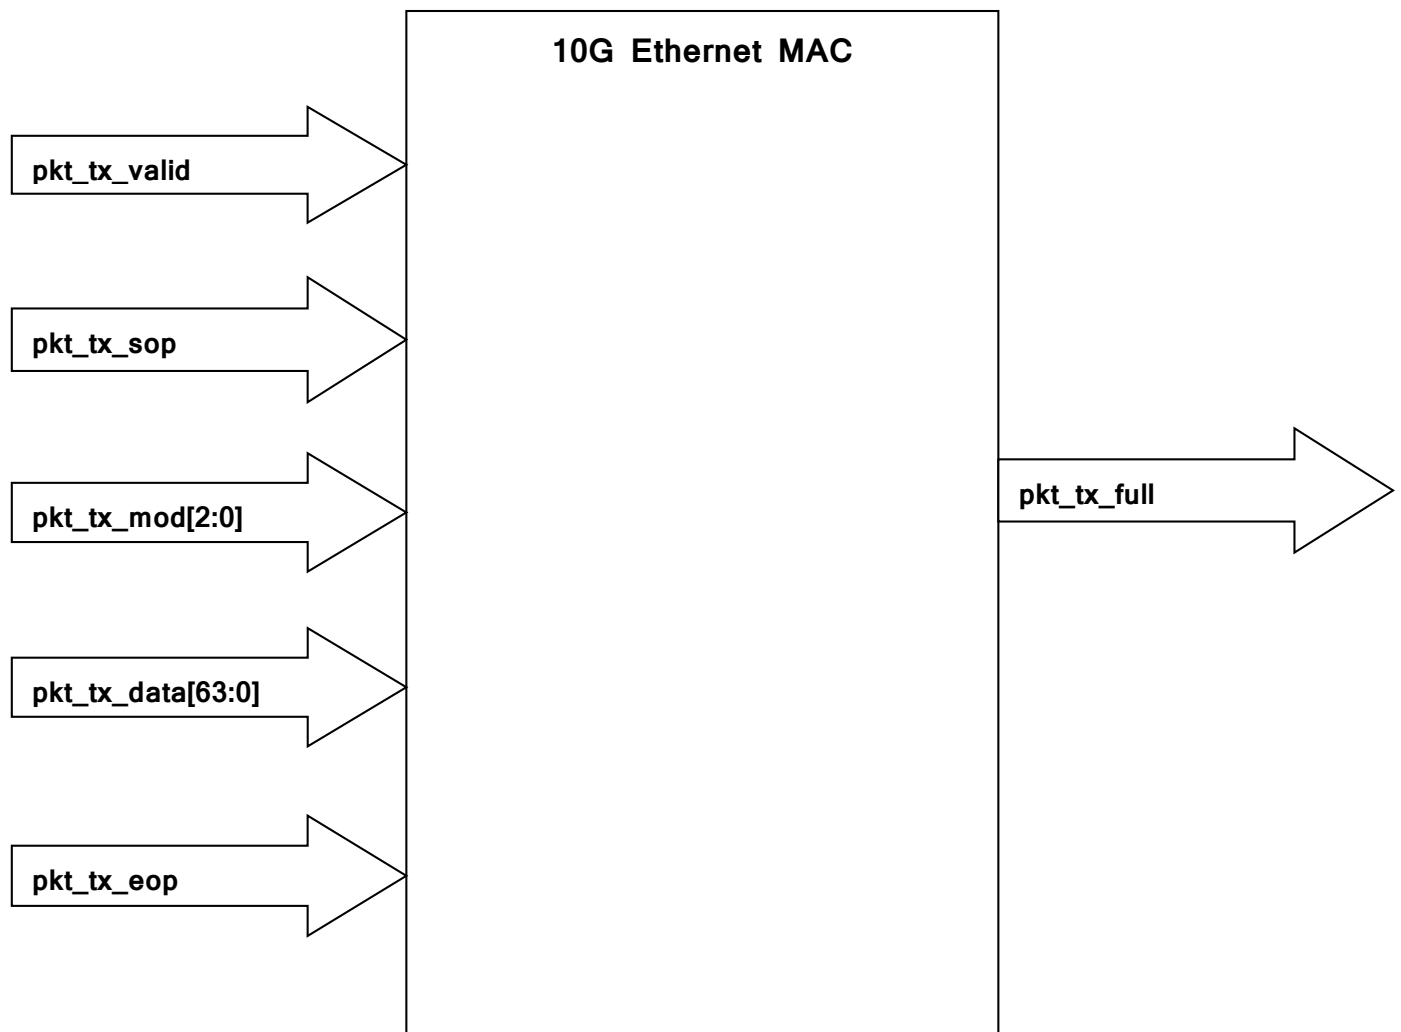 10G Ethernet MAC
pkt_tx_valid
pkt_tx_sop
pkt_tx_mod[2:0]
pkt_tx_data[63:0]
pkt_tx_eop
pkt_tx_full